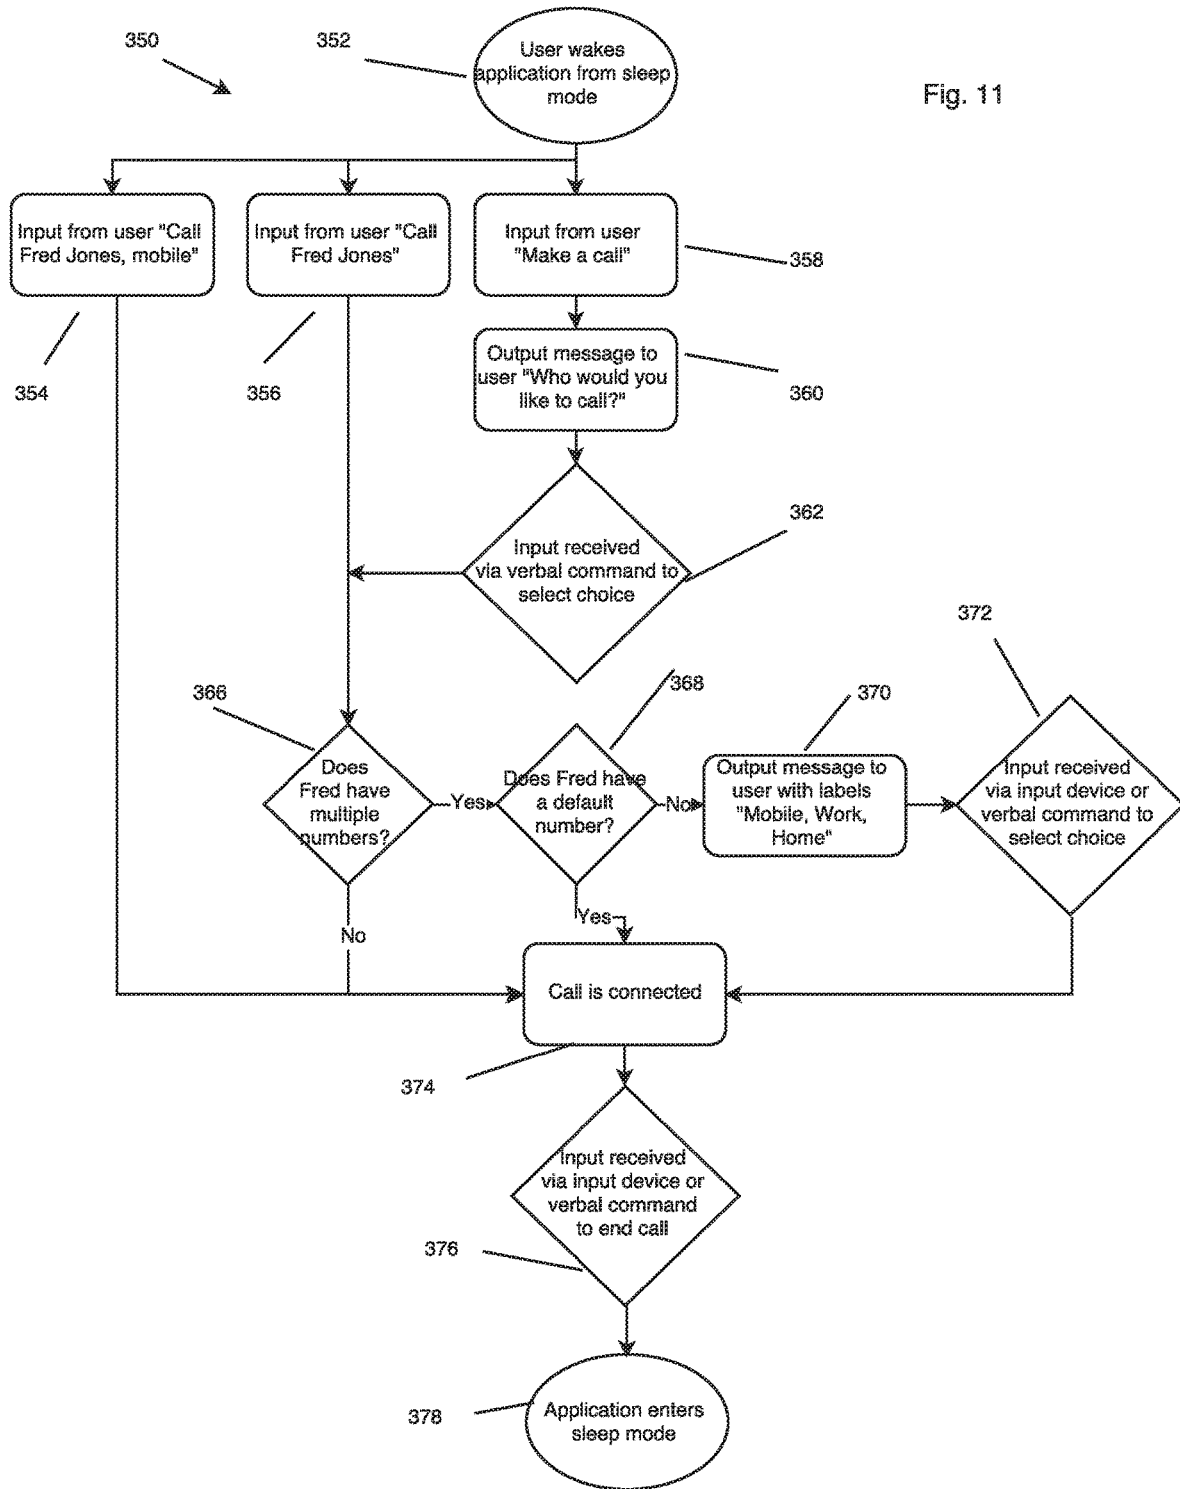 350
352
User wakes
application from sleep
mode
Fig. 11
Input from user "Call
Fred Jones, mobile"
Input from user "Call
Fred Jones"
Input from user
"Make a call"
358
354
356
Output message to
user "Who would you
like to call?"
360
362
Input received
via verbal command to
select choice
372
366
368
370
Does
Fred have
multiple
numbers?
Yes
Does Fred have
a default
number?
No
Output message to
user with labels
"Mobile, Work,
Home"
Input received
via input device or
verbal command to
select choice
No
Yes
Call is connected
374
Input received
via input device or
verbal command
to end call
376
378
Application enters
sleep mode